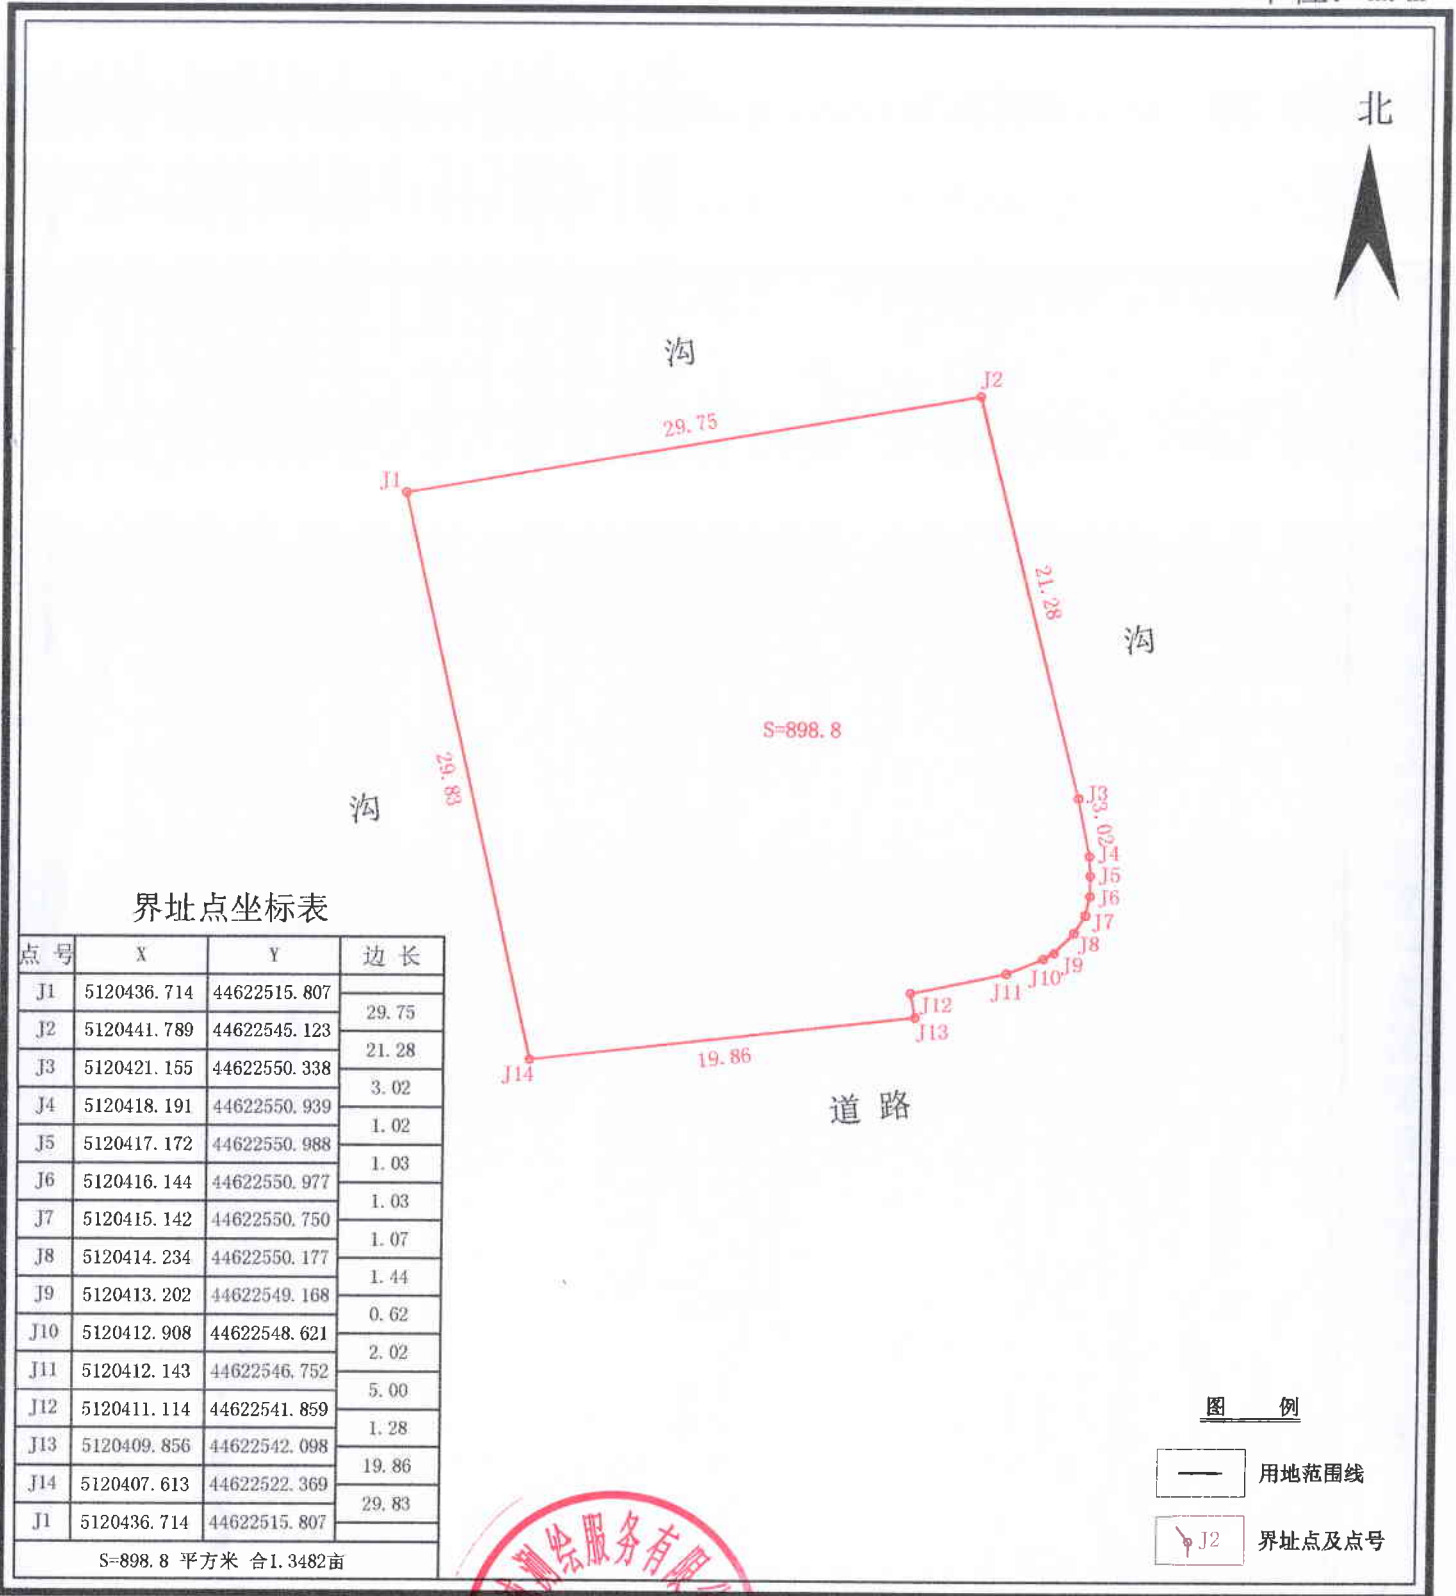 北
沟
J2
29.75
J1
21.28
沟
S=898.8
29.83
沟
J3
3.02
J4
J5
J6
J7
J8
J9
J10
J11
J12
J13
19.86
J14
道 路
界址点坐标表
点 号 X Y 边 长
J1 5120436.714 44622515.807
29.75
J2 5120441.789 44622545.123
21.28
J3 5120421.155 44622550.338
3.02
J4 5120418.191 44622550.939
1.02
J5 5120417.172 44622550.988
1.03
J6 5120416.144 44622550.977
1.03
J7 5120415.142 44622550.750
1.07
J8 5120414.234 44622550.177
1.44
J9 5120413.202 44622549.168
0.62
J10 5120412.908 44622548.621
2.02
J11 5120412.143 44622546.752
5.00
J12 5120411.114 44622541.859
1.28
J13 5120409.856 44622542.098
19.86
J14 5120407.613 44622522.369
29.83
J1 5120436.714 44622515.807
S=898.8 平方米 合1.3482亩
图 例
用地范围线
J2 界址点及点号
测绘服务有限